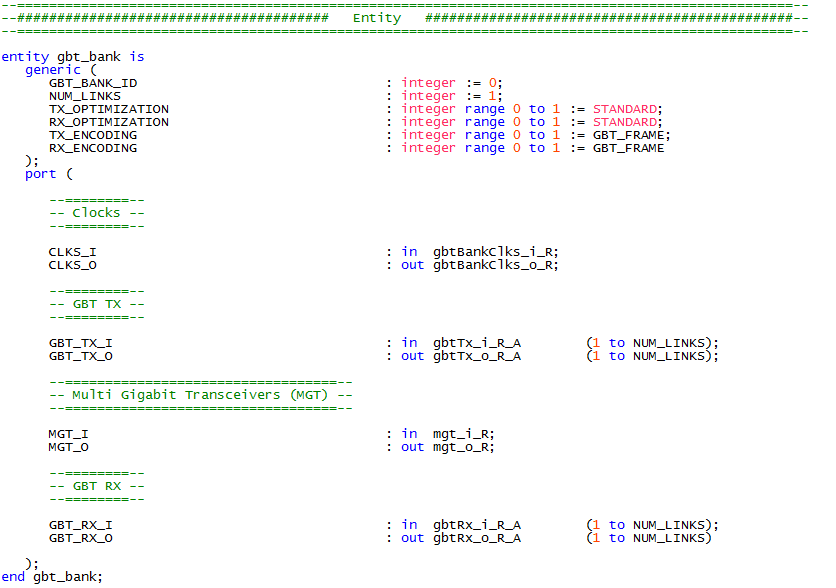 --=================================================================================================--
--#######################################   Entity   ##############################################--
--=================================================================================================--
entity gbt_bank is
   generic (
      GBT_BANK_ID                               : integer := 0;
      NUM_LINKS                                 : integer := 1;
      TX_OPTIMIZATION                           : integer range 0 to 1 := STANDARD;
      RX_OPTIMIZATION                           : integer range 0 to 1 := STANDARD;
      TX_ENCODING                               : integer range 0 to 1 := GBT_FRAME;
      RX_ENCODING                               : integer range 0 to 1 := GBT_FRAME
   );
   port (
      --========--
      -- Clocks --
      --========--
      CLKS_I                                    : in  gbtBankClks_i_R;
      CLKS_O                                    : out gbtBankClks_o_R;
      --========--
      -- GBT TX --
      --========--
      GBT_TX_I                                  : in  gbtTx_i_R_A        (1 to NUM_LINKS);
      GBT_TX_O                                  : out gbtTx_o_R_A        (1 to NUM_LINKS);
      --==================================--
      -- Multi Gigabit Transceivers (MGT) --
      --==================================--
      MGT_I                                     : in  mgt_i_R;
      MGT_O                                     : out mgt_o_R;
      --========--
      -- GBT RX --
      --========--
      GBT_RX_I                                  : in  gbtRx_i_R_A        (1 to NUM_LINKS);
      GBT_RX_O                                  : out gbtRx_o_R_A        (1 to NUM_LINKS)
   );
end gbt_bank;